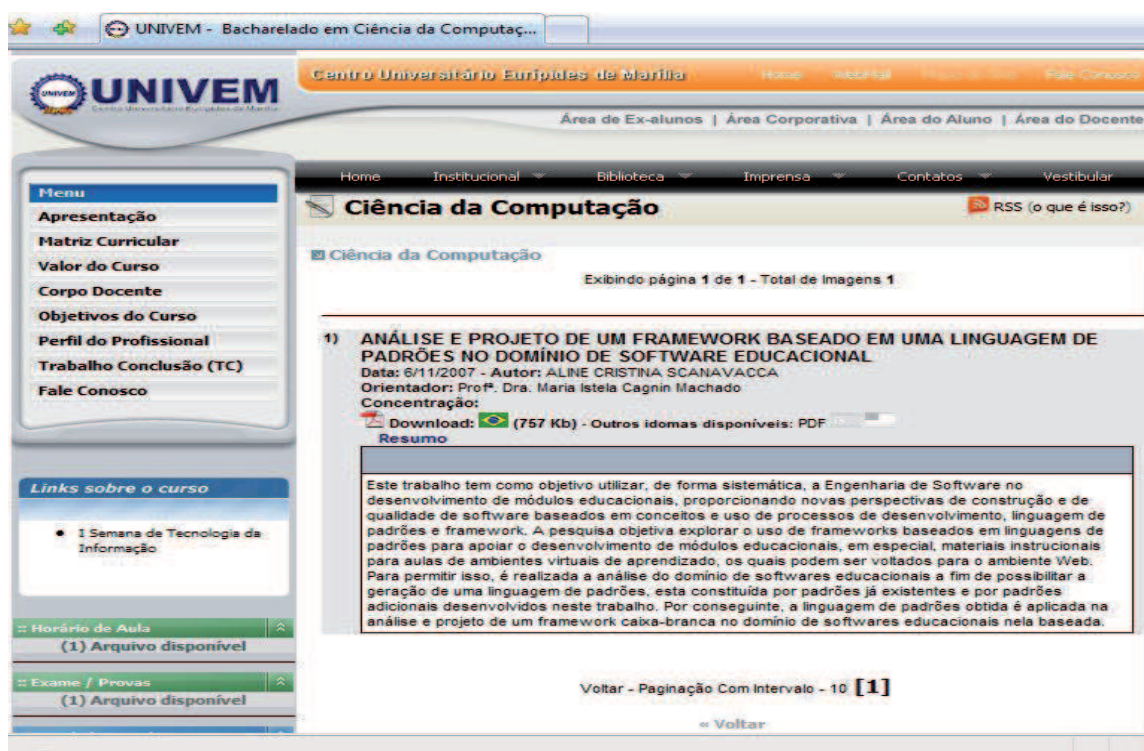 UNIVEM - Bacharelado em Ciência da Computaç...
UNIVEM
UNIVEM
Centro Universitário Eurípides de Marília
Centro Universitário Eurípides de Marília
Home
WebMail
Fale Conosco
Área de Ex-alunos | Área Corporativa | Área do Aluno | Área do Docente
Home Institucional Biblioteca Imprensa Contatos Vestibular
Menu
Apresentação
Matriz Curricular
Valor do Curso
Corpo Docente
Objetivos do Curso
Perfil do Profissional
Trabalho Conclusão (TC)
Fale Conosco
Links sobre o curso
I Semana de Tecnologia da
Informação
:: Horário de Aula
(1) Arquivo disponível
:: Exame / Provas
(1) Arquivo disponível
Ciência da Computação
RSS (o que é isso?)
Ciência da Computação
Exibindo página 1 de 1 - Total de Imagens 1
1) ANÁLISE E PROJETO DE UM FRAMEWORK BASEADO EM UMA LINGUAGEM DE
PADRÕES NO DOMÍNIO DE SOFTWARE EDUCACIONAL
Data: 6/11/2007 - Autor: ALINE CRISTINA SCANAVACCA
Orientador: Profª. Dra. Maria Istela Cagnin Machado
Concentração:
Download: (757 Kb) - Outros idomas disponíveis: PDF
Resumo
Este trabalho tem como objetivo utilizar, de forma sistemática, a Engenharia de Software no
desenvolvimento de módulos educacionais, proporcionando novas perspectivas de construção e de
qualidade de software baseados em conceitos e uso de processos de desenvolvimento, linguagem de
padrões e framework. A pesquisa objetiva explorar o uso de frameworks baseados em linguagens de
padrões para apoiar o desenvolvimento de módulos educacionais, em especial, materiais instrucionais
para aulas de ambientes virtuais de aprendizado, os quais podem ser voltados para o ambiente Web.
Para permitir isso, é realizada a análise do domínio de softwares educacionais a fim de possibilitar a
geração de uma linguagem de padrões, esta constituída por padrões já existentes e por padrões
adicionais desenvolvidos neste trabalho. Por conseguinte, a linguagem de padrões obtida é aplicada na
análise e projeto de um framework caixa-branca no domínio de softwares educacionais nela baseada.
Voltar - Paginação Com Intervalo - 10 [1]
« Voltar